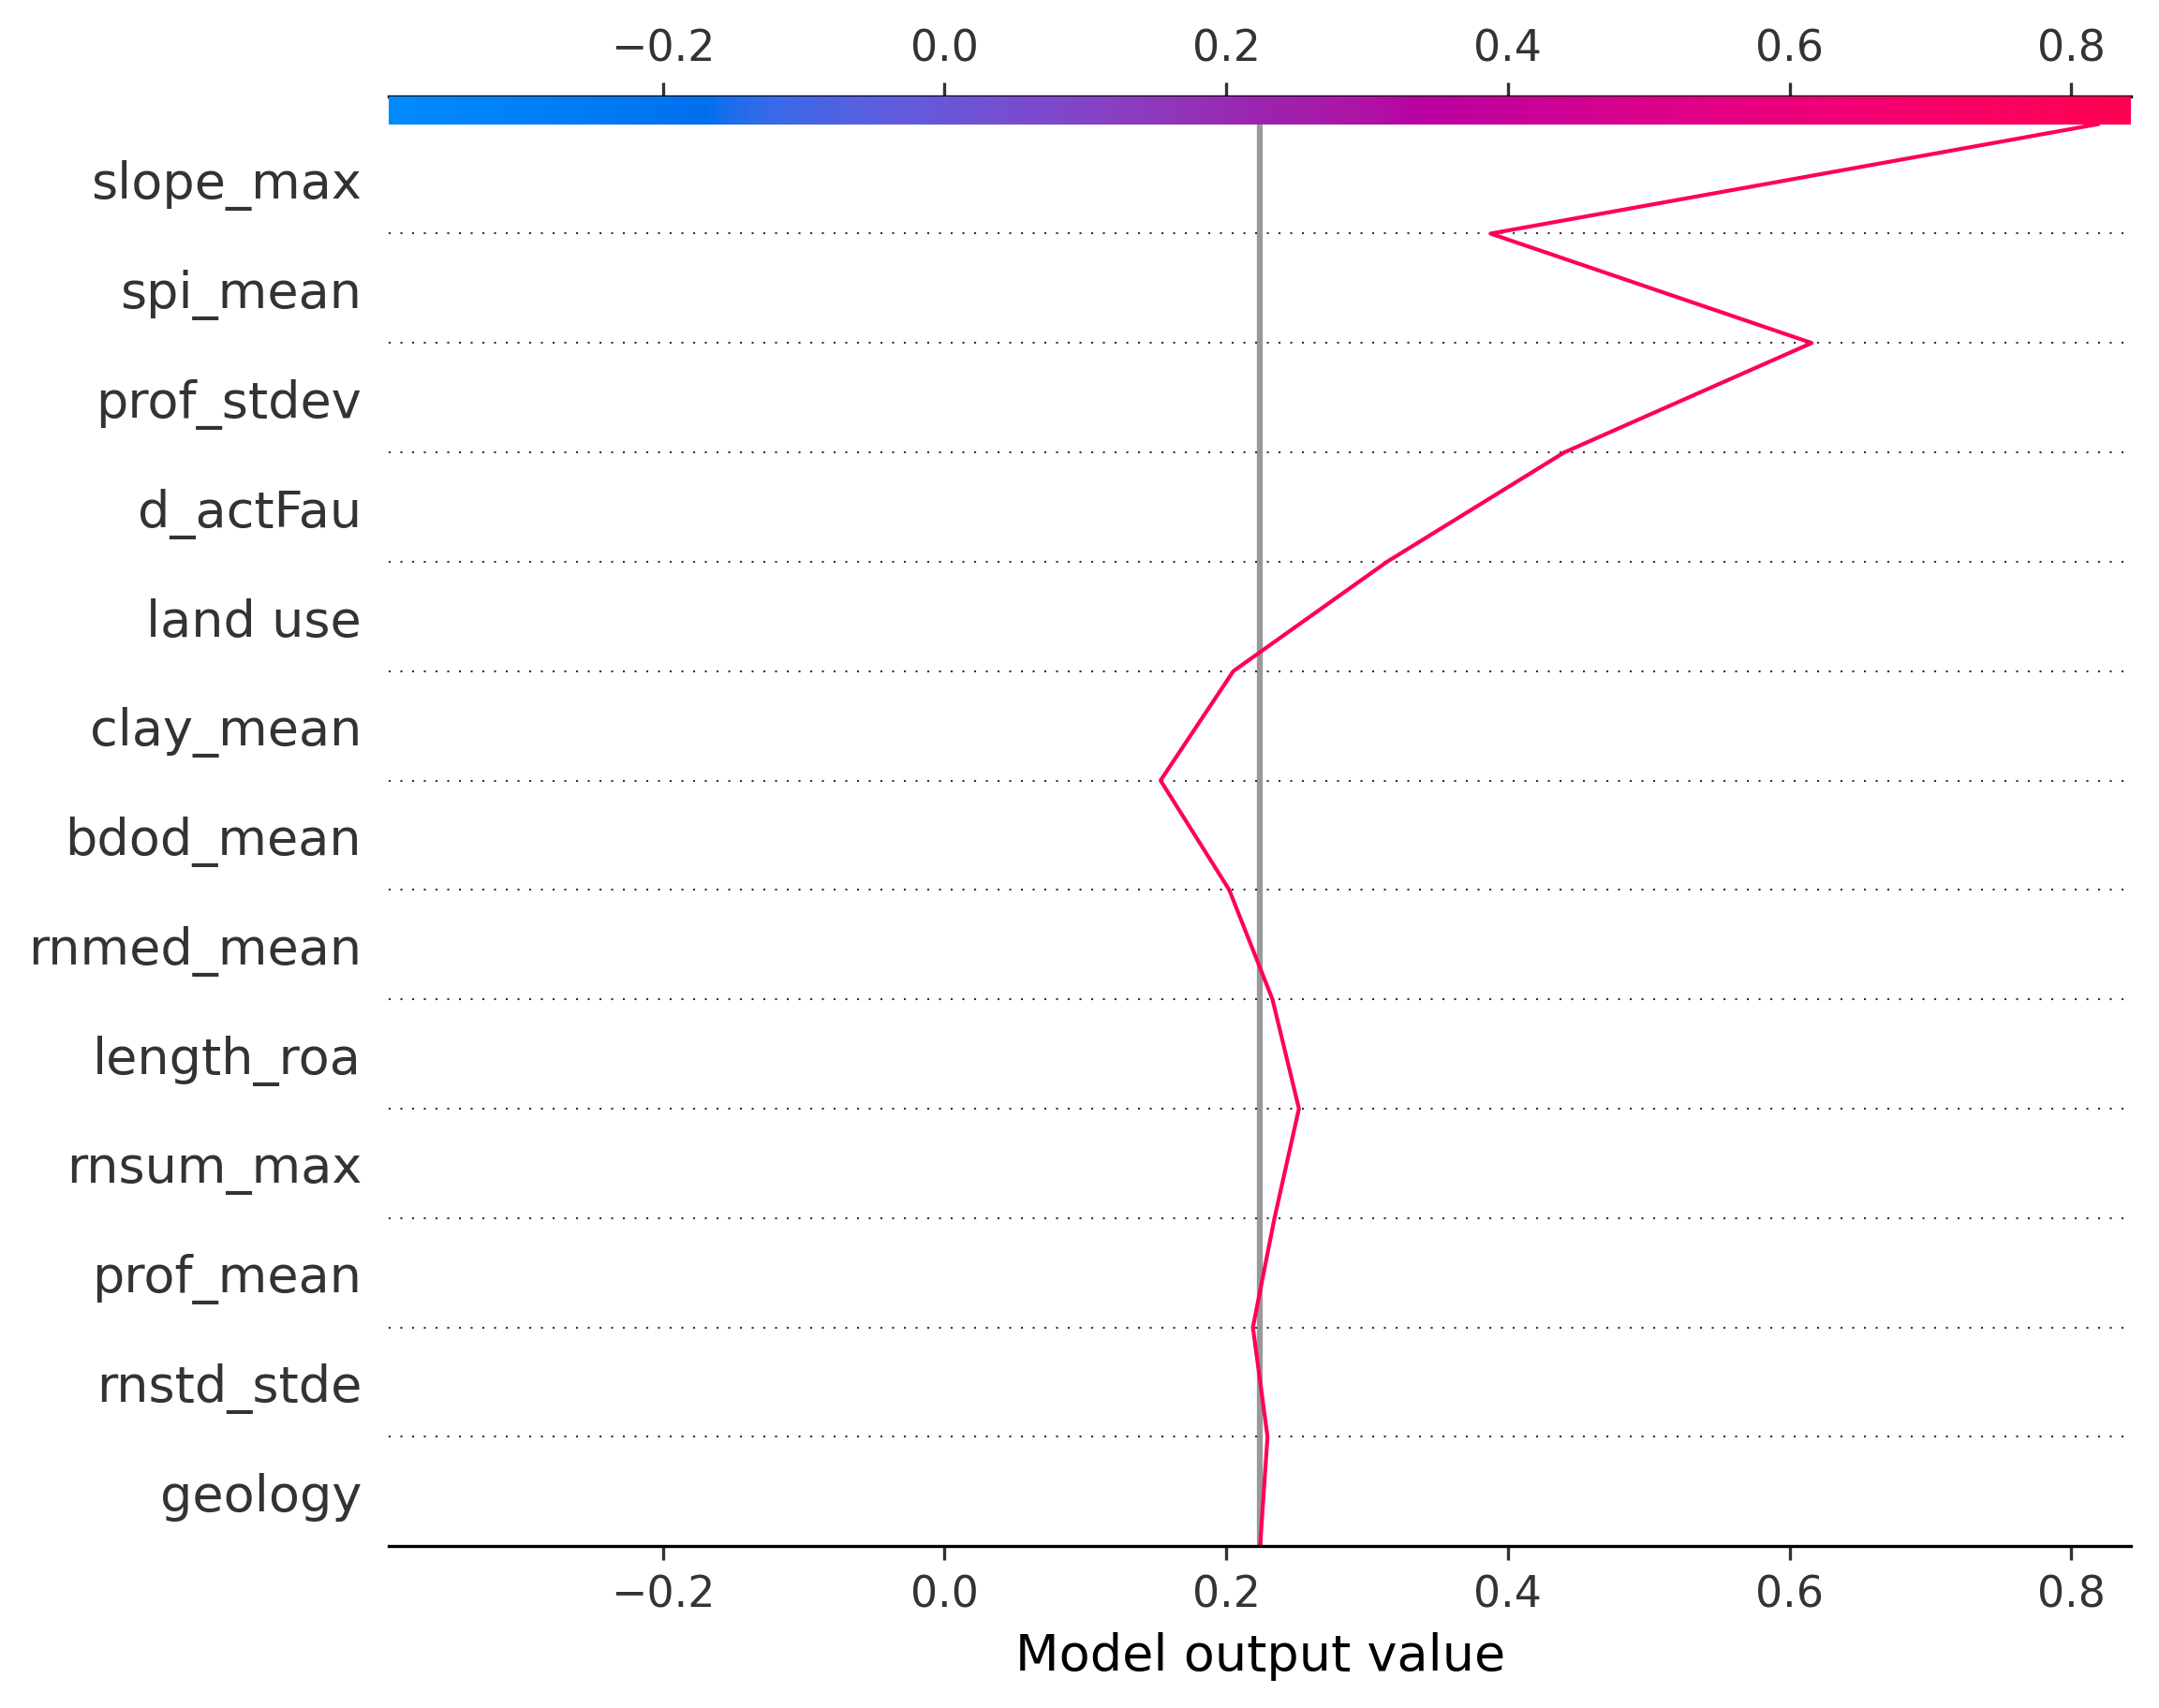 −0.2 0.0 0.2 0.4 0.6 0.8
slope_max
spi_mean
prof_stdev
d_actFau
land use
clay_mean
bdod_mean
rnmed_mean
length_roa
rnsum_max
prof_mean
rnstd_stde
geology
−0.2 0.0 0.2 0.4 0.6 0.8
Model output value